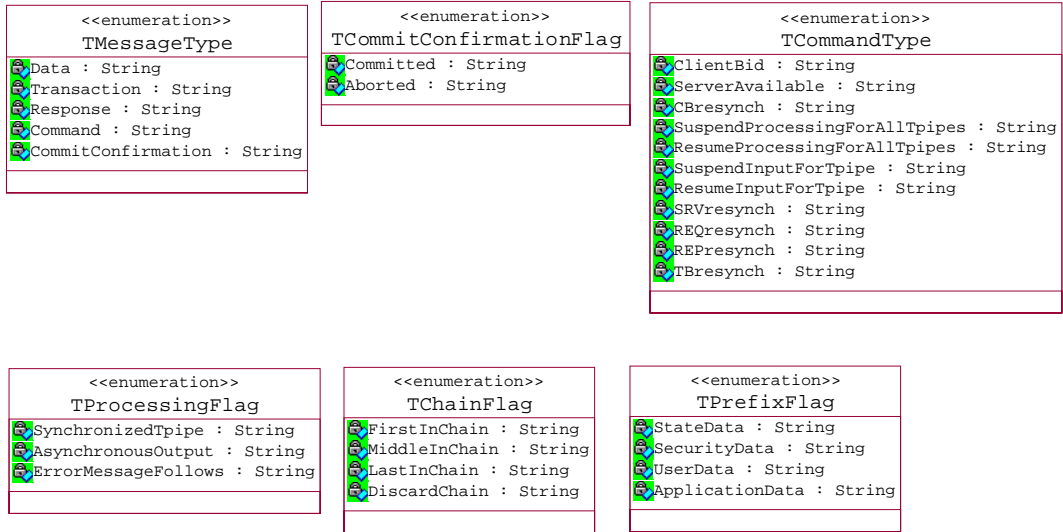 <<enumeration>>
TMessageType
Data : String
Transaction : String
Response : String
Command : String
CommitConfirmation : String
<<enumeration>>
TCommitConfirmationFlag
Committed : String
Aborted : String
<<enumeration>>
TCommandType
ClientBid : String
ServerAvailable : String
CBresynch : String
SuspendProcessingForAllTpipes : String
ResumeProcessingForAllTpipes : String
SuspendInputForTpipe : String
ResumeInputForTpipe : String
SRVresynch : String
REQresynch : String
REPresynch : String
TBresynch : String
<<enumeration>>
TProcessingFlag
SynchronizedTpipe : String
AsynchronousOutput : String
ErrorMessageFollows : String
<<enumeration>>
TChainFlag
FirstInChain : String
MiddleInChain : String
LastInChain : String
DiscardChain : String
<<enumeration>>
TPrefixFlag
StateData : String
SecurityData : String
UserData : String
ApplicationData : String